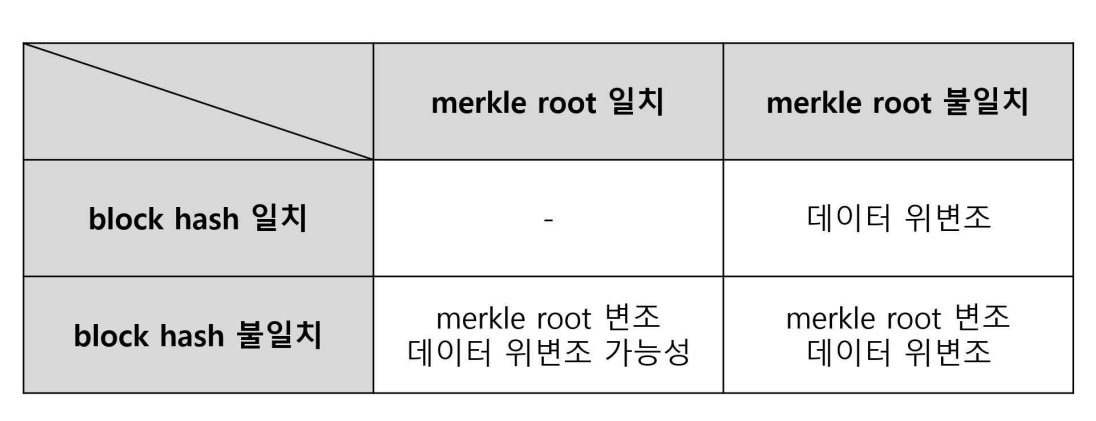 merkle root 일치
merkle root 불일치
block hash 일치
-
데이터 위변조
block hash 불일치
merkle root 변조
데이터 위변조 가능성
merkle root 변조
데이터 위변조